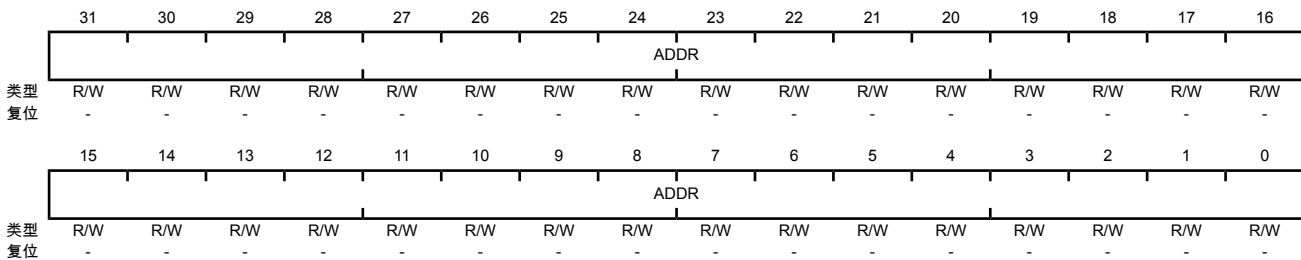 31 30 29 28 27 26 25 24 23 22 21 20 19 18 17 16
ADDR
类型 R/W R/W R/W R/W R/W R/W R/W R/W R/W R/W R/W R/W R/W R/W R/W R/W
复位 - - - - - - - - - - - - - - - -
15 14 13 12 11 10 9 8 7 6 5 4 3 2 1 0
ADDR
类型 R/W R/W R/W R/W R/W R/W R/W R/W R/W R/W R/W R/W R/W R/W R/W R/W
复位 - - - - - - - - - - - - - - - -